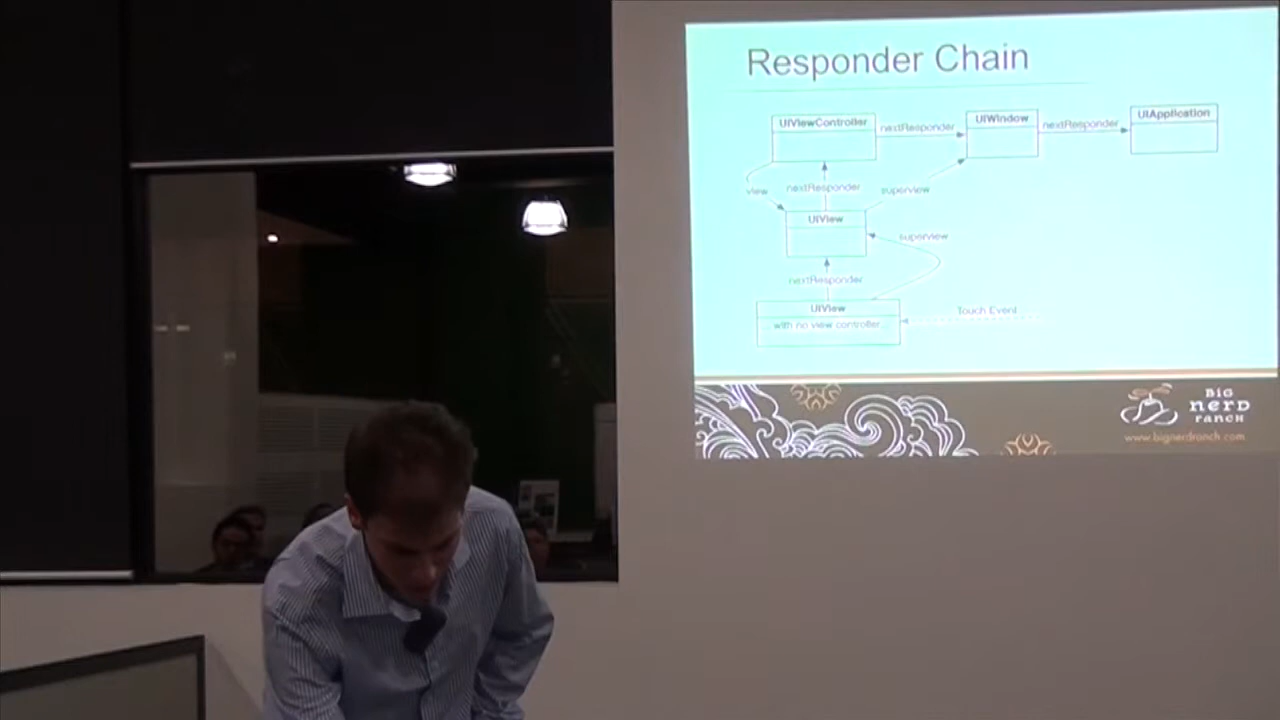 Responder Chain
UIViewController
nextResponder
UIWindow
nextResponder
UIApplication
view
nextResponder
superview
UIView
superview
nextResponder
UIView
with no view controller
Touch Event
BiG
nerD
ranch
www.bignerdranch.com